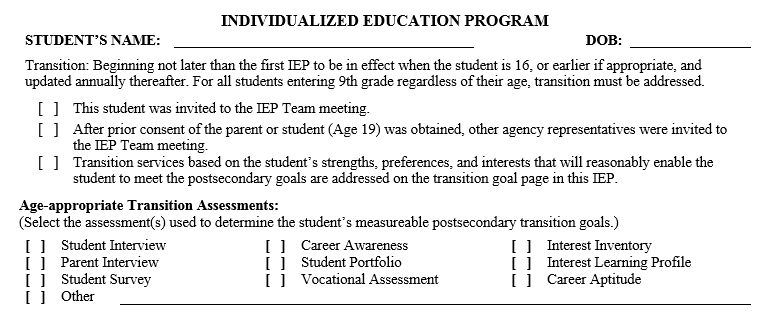 INDIVIDUALIZED EDUCATION PROGRAM
STUDENT'S NAME: DOB:
Transition: Beginning not later than the first IEP to be in effect when the student is 16, or earlier if appropriate, and
updated annually thereafter. For all students entering 9th grade regardless of their age, transition must be addressed.
[ ] This student was invited to the IEP Team meeting.
[ ] After prior consent of the parent or student (Age 19) was obtained, other agency representatives were invited to
the IEP Team meeting.
[ ] Transition services based on the student's strengths, preferences, and interests that will reasonably enable the
student to meet the postsecondary goals are addressed on the transition goal page in this IEP.
Age-appropriate Transition Assessments:
(Select the assessment(s) used to determine the student's measureable postsecondary transition goals.)
[ ] Student Interview [ ] Career Awareness [ ] Interest Inventory
[ ] Parent Interview [ ] Student Portfolio [ ] Interest Learning Profile
[ ] Student Survey [ ] Vocational Assessment [ ] Career Aptitude
[ ] Other